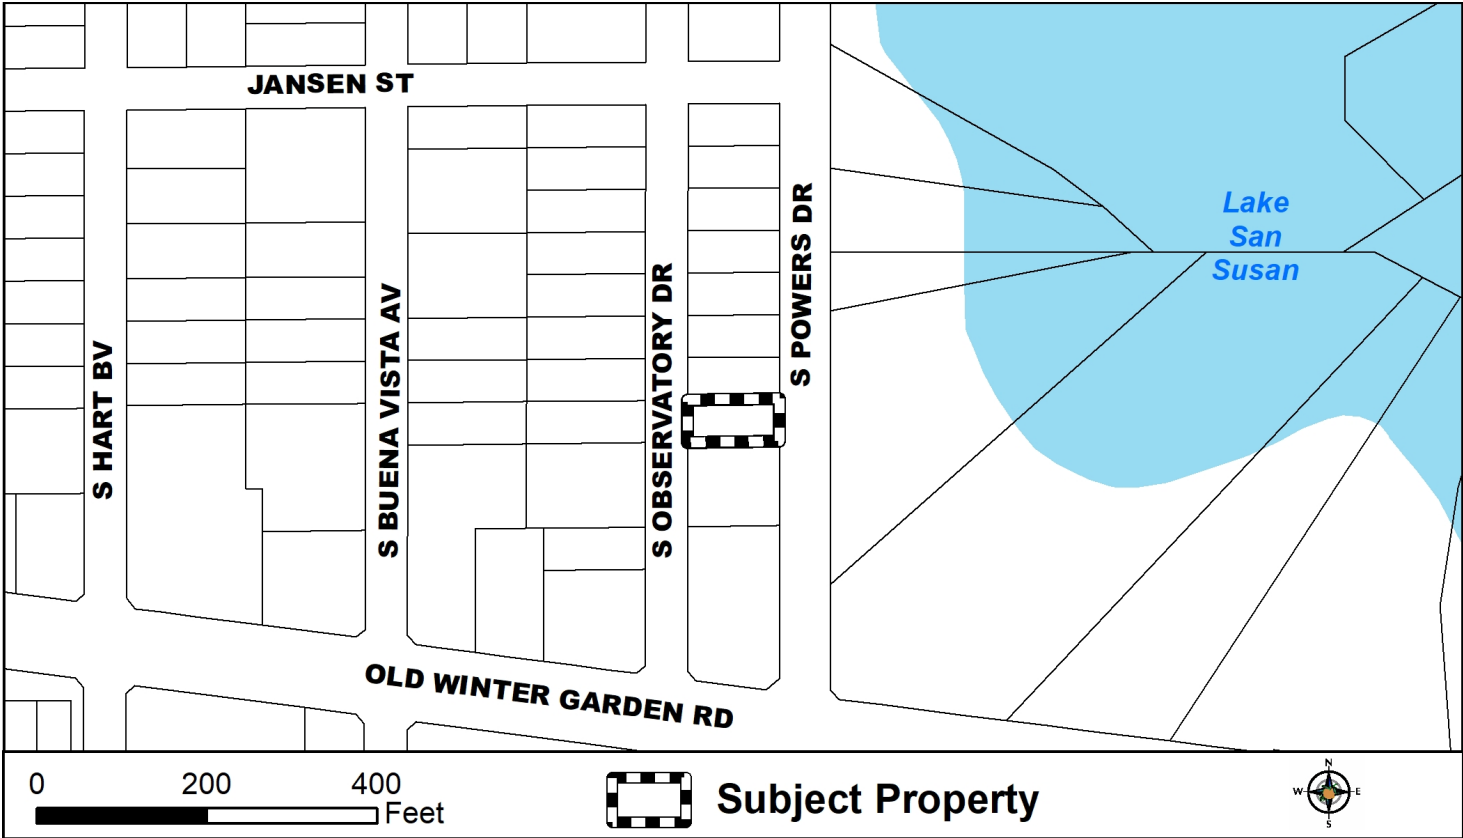 JANSEN ST
Lake
San
Susan
S HART BV
S BUENA VISTA AV
S OBSERVATORY DR
S POWERS DR
OLD WINTER GARDEN RD
0 200 400
Feet
Subject Property
N
W E
S